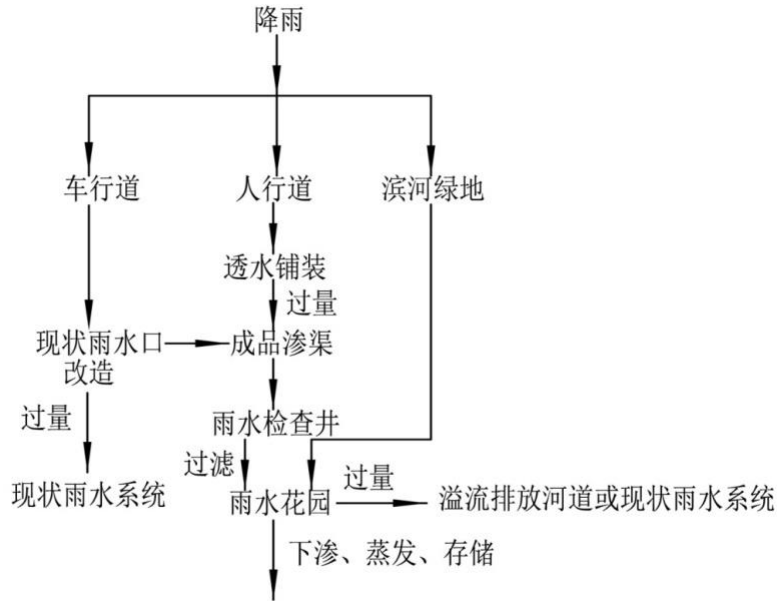 降雨
车行道
人行道
滨河绿地
透水铺装
过量
现状雨水口
改造
成品渗渠
过量
雨水检查井
过滤
过量
现状雨水系统
雨水花园
溢流排放河道或现状雨水系统
下渗、蒸发、存储